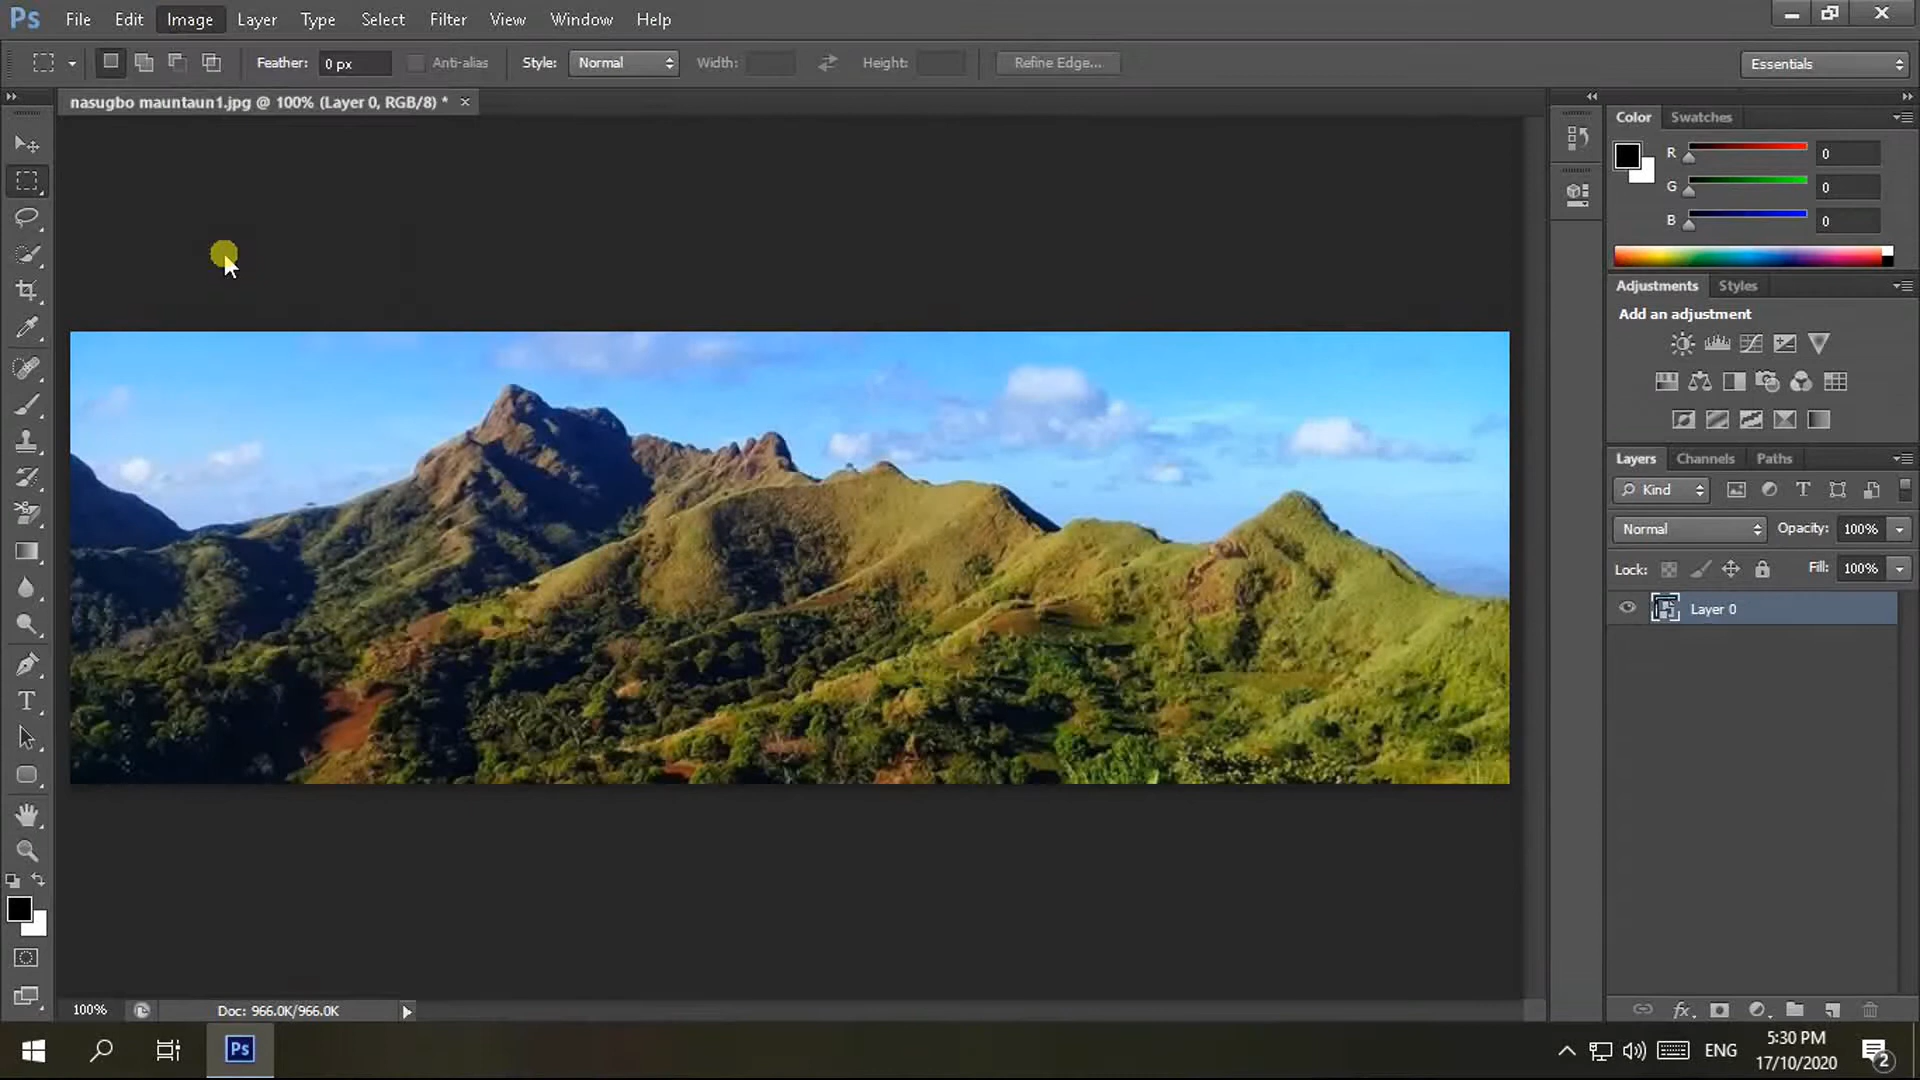 Ps File Edit Image Layer Type Select Filter View Window Help
Feather: 0 px Anti-alias Style: Normal Width: Height: Refine Edge... Essentials
nasugbo mauntaun1.jpg @ 100% (Layer 0, RGB/8) * ×
Color Swatches
R 0
G 0
B 0
Adjustments Styles
Add an adjustment
Layers Channels Paths
Kind T
Normal Opacity: 100%
Lock: Fill: 100%
Layer 0
T
100% Doc: 966.0K/966.0K
fx
Ps ENG 5:30 PM
17/10/2020 2